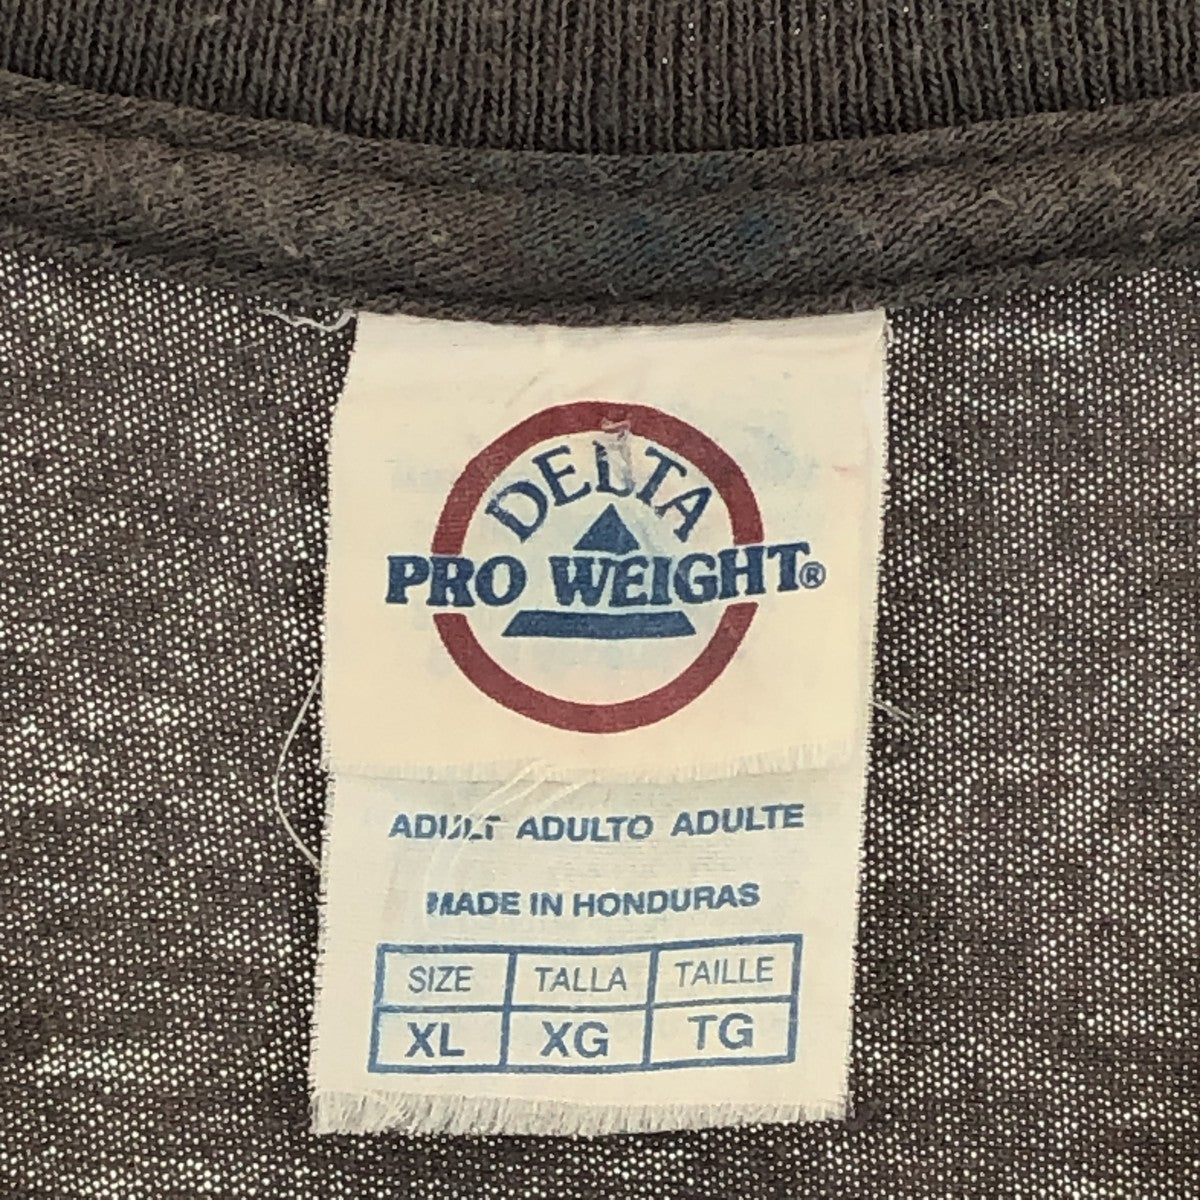 DELTA
PRO WEIGHT®
ADULT ADULTO ADULTE
MADE IN HONDURAS
SIZE TALLA TAILLE
XL XG TG